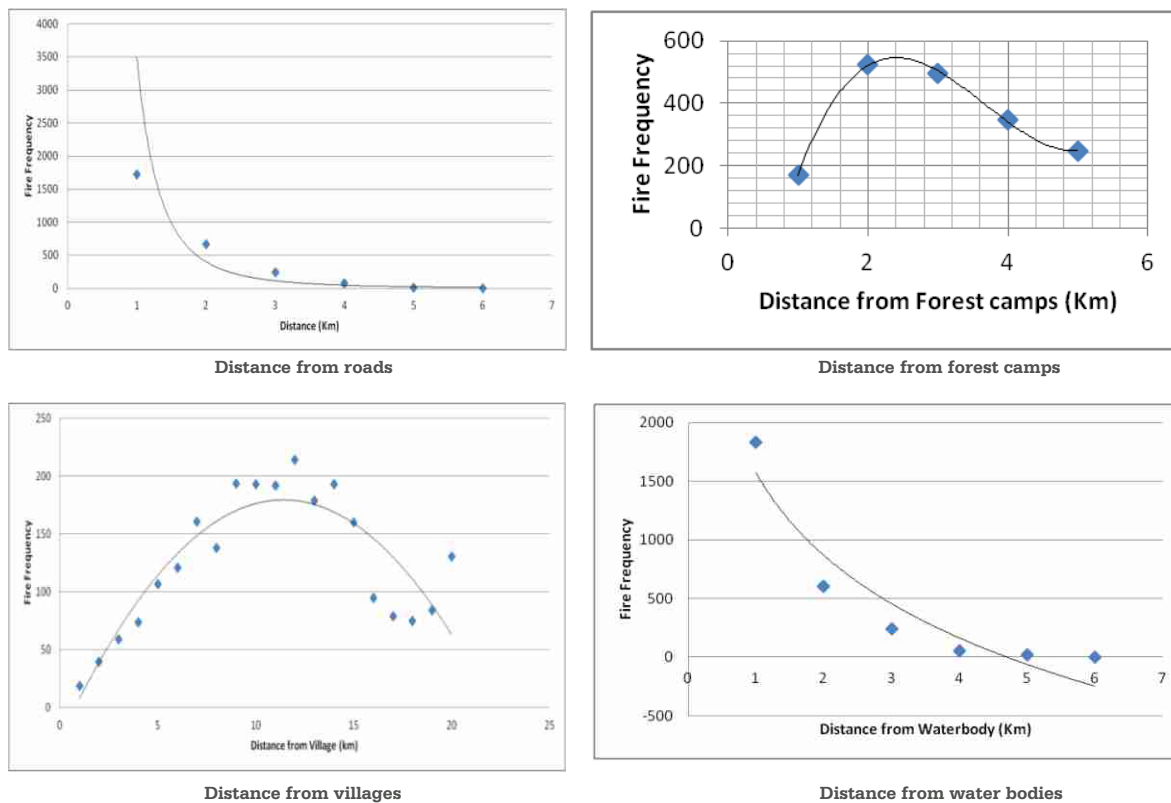 4000
3500
3000
2500
2000
1500
1000
500
0
Fire Frequency
0 1 2 3 4 5 6 7
Distance (Km)
Distance from roads
600
400
200
0
Fire Frequency
0 2 4 6
Distance from Forest camps (Km)
Distance from forest camps
250
200
150
100
50
0
Fire Frequency
0 5 10 15 20 25
Distance from Village (km)
Distance from villages
2000
1500
1000
500
0
-500
Fire Frequency
0 1 2 3 4 5 6 7
Distance from Waterbody (Km)
Distance from water bodies